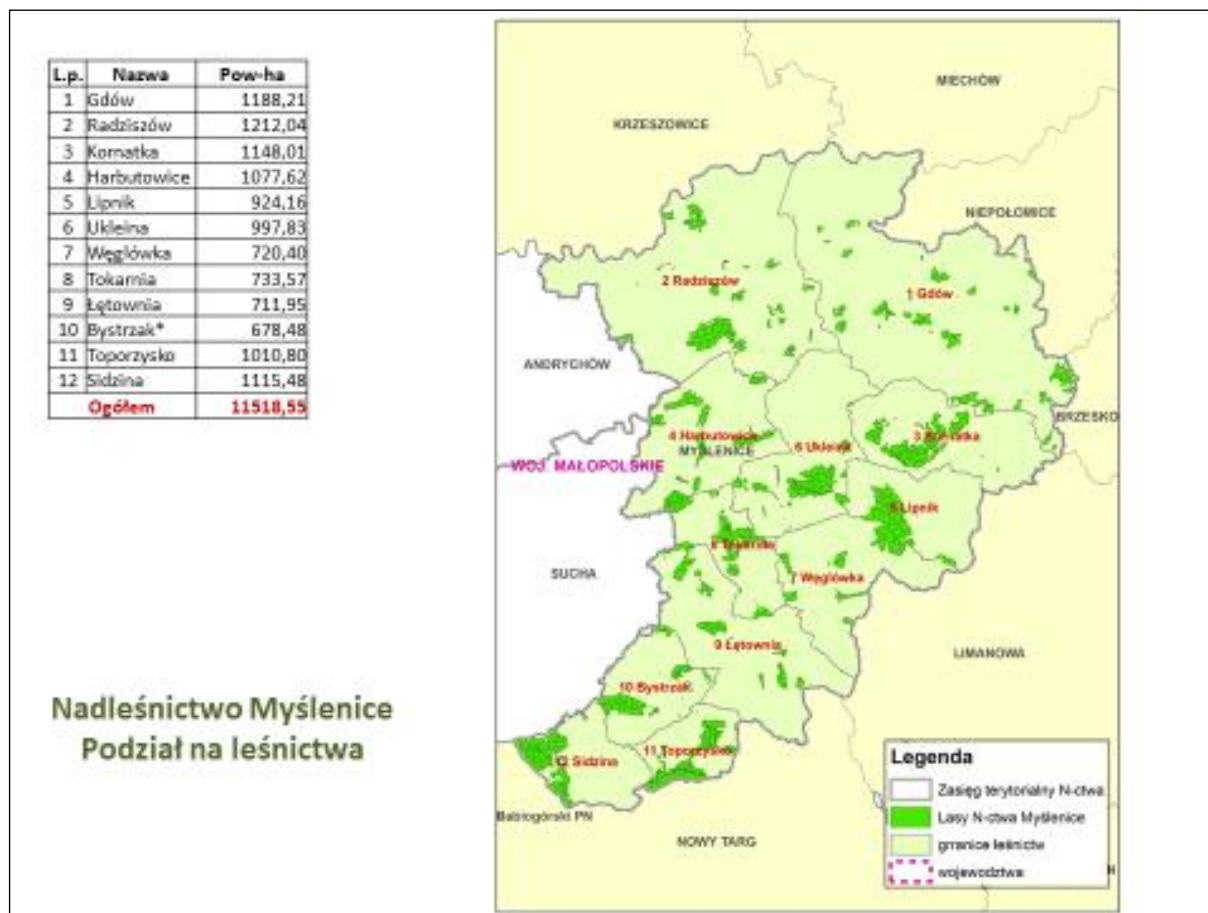 L.p. Nazwa Pow-ha
1 Gdów 1188,21
2 Radziszów 1212,04
3 Kornatka 1148,01
4 Harbutowice 1077,62
5 Lipnik 924,16
6 Ukleina 997,83
7 Węglówka 720,40
8 Tokarnia 733,57
9 Łętownia 711,95
10 Bystrzak* 678,48
11 Toporzysko 1010,80
12 Sidzina 1115,48
Ogółem 11518,55
Nadleśnictwo Myślenice
Podział na leśnictwa
MIECHÓW
KRZESZOWICE
NIEPOŁOMICE
2 Radziszów
1 Gdów
ANDRYCHÓW
BRZESKO
4 Harbutowice
MYŚLENICE
6 Ukleina
3 Kornatka
WOJ. MAŁOPOLSKIE
5 Lipnik
8 Tokarnia
SUCHA
7 Węglówka
9 Łętownia
LIMANOWA
10 Bystrzak
11 Toporzysko
12 Sidzina
Babiogórski PN
NOWY TARG
Legenda
Zasięg terytorialny N-ctwa
Lasy N-ctwa Myślenice
grranice leśnictw
województwa